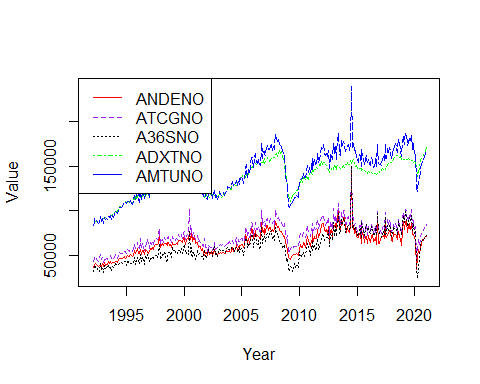 ANDENO
ATCGNO
A36SNO
ADXTNO
AMTUNO
150000
50000
Value
1995 2000 2005 2010 2015 2020
Year